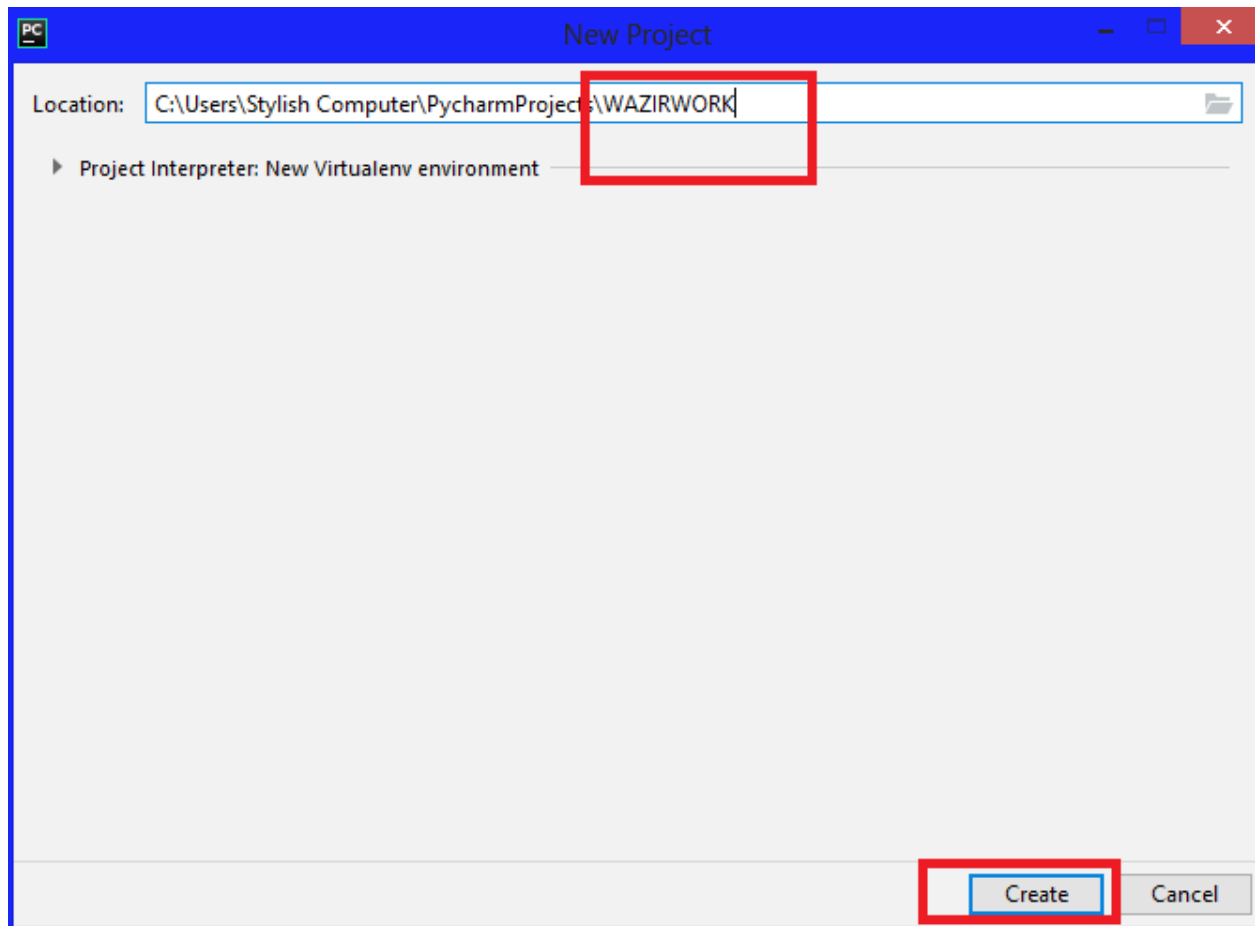 PC
New Project
Location: C:\Users\Stylish Computer\PycharmProjects\WAZIRWORK
Project Interpreter: New Virtualenv environment
Create Cancel